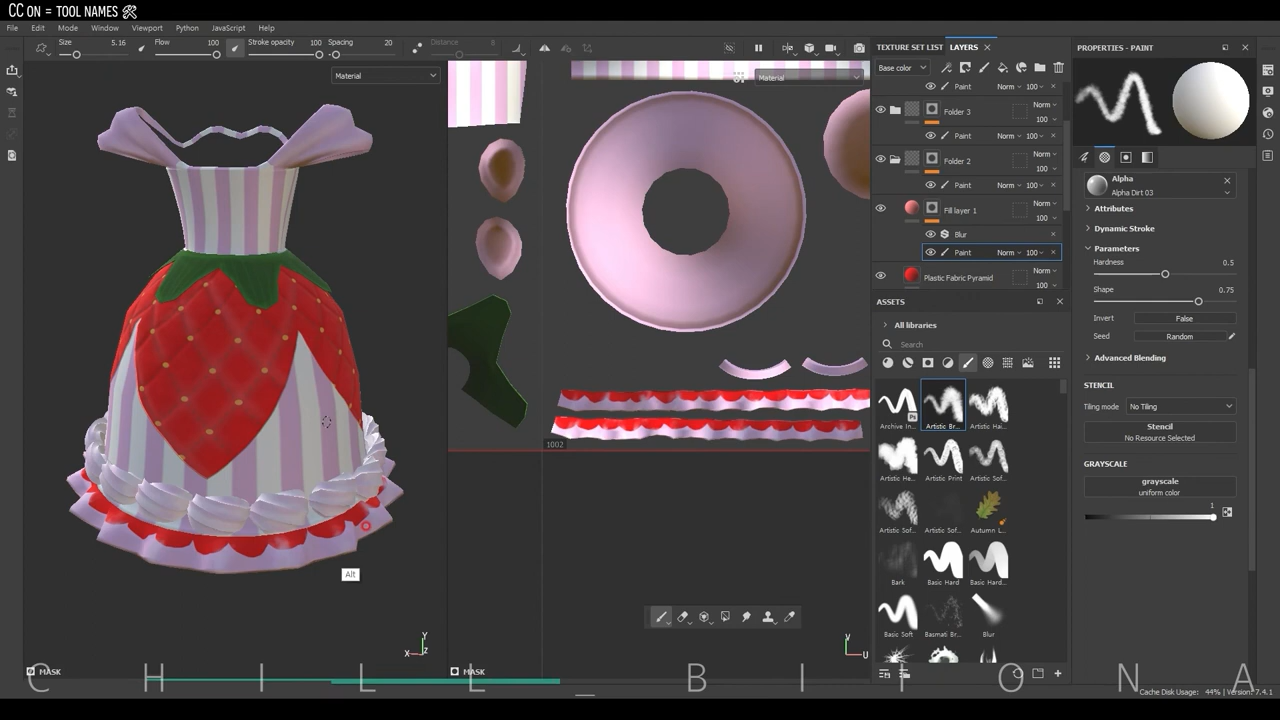 CC ON = TOOL NAMES
File Edit Mode Window Viewport Python JavaScript Help
Size 5.16 Flow 100 Stroke opacity 100 Spacing 20 Distance 8
Material
Material
1002
Alt
Y
X
Z
V
U
MASK
MASK
TEXTURE SET LIST LAYERS
Base color
Paint Norm 100
Folder 3 Norm 100
Paint Norm 100
Folder 2 Norm 100
Paint Norm 100
Fill layer 1 Norm 100
Blur
Paint Norm 100
Plastic Fabric Pyramid Norm 100
ASSETS
All libraries
Search
Archive In... Artistic Br... Artistic Hai...
Artistic He... Artistic Print Artistic Sof...
Artistic Sof... Artistic Sof... Autumn L...
Bark Basic Hard Basic Hard...
Basic Soft Basmati Br... Blur
PROPERTIES - PAINT
Alpha
Alpha Dirt 03
Attributes
Dynamic Stroke
Parameters
Hardness 0.5
Shape 0.75
Invert False
Seed Random
Advanced Blending
STENCIL
Tiling mode No Tiling
Stencil
No Resource Selected
GRAYSCALE
grayscale
uniform color
1
C H I L L _ B I T O N A
Cache Disk Usage: 44% | Version: 7.4.1